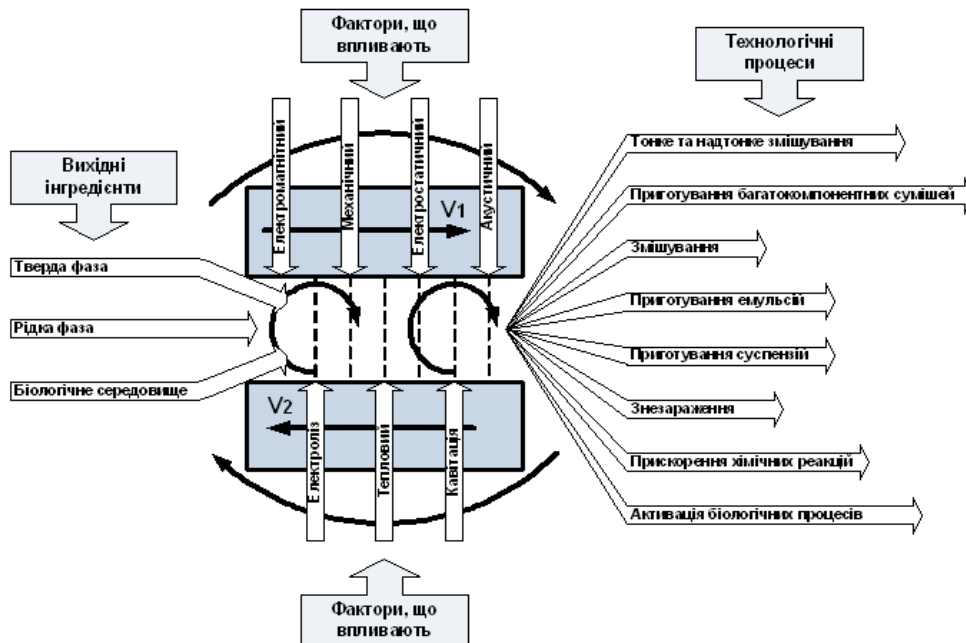 Фактори, що
впливають
Технологічні
процеси
Вихідні
інгредієнти
Електромагнітний
Механічний
Електростатичний
Акустичний
Тонке та надтонке змішування
Приготування багатокомпонентних сумішей
V1
Змішування
Тверда фаза
Приготування емульсій
Рідка фаза
Приготування суспензій
Біологічне середовище
V2
Знезараження
Електроліз
Тепловий
Кавітація
Прискорення хімічних реакцій
Активація біологічних процесів
Фактори, що
впливають